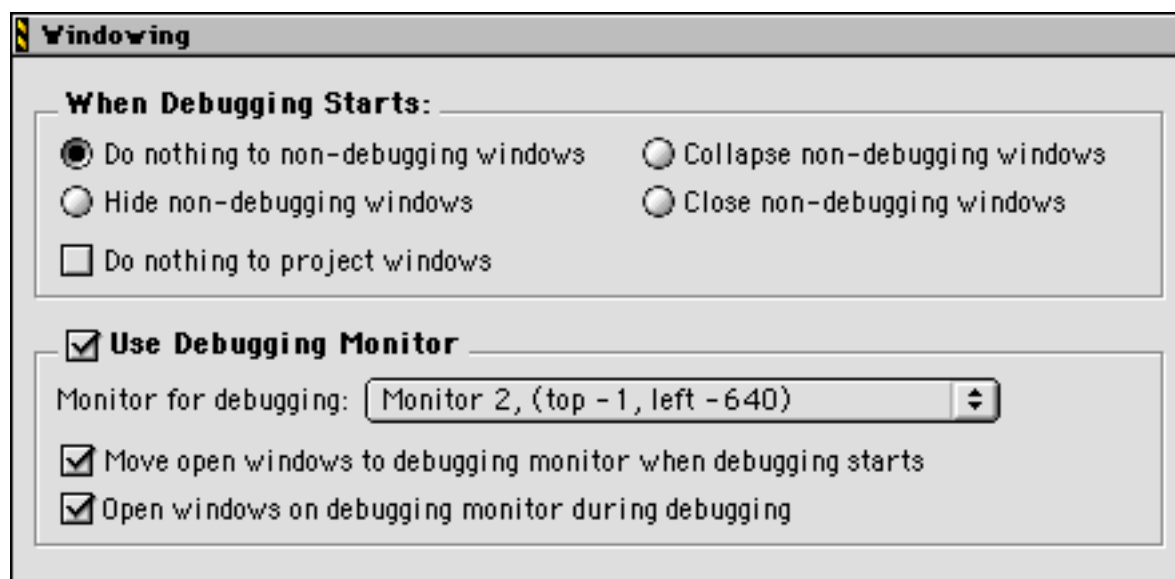 Windowing
When Debugging Starts:
Do nothing to non-debugging windows
Collapse non-debugging windows
Hide non-debugging windows
Close non-debugging windows
Do nothing to project windows
Use Debugging Monitor
Monitor for debugging: Monitor 2, (top -1, left -640)
Move open windows to debugging monitor when debugging starts
Open windows on debugging monitor during debugging